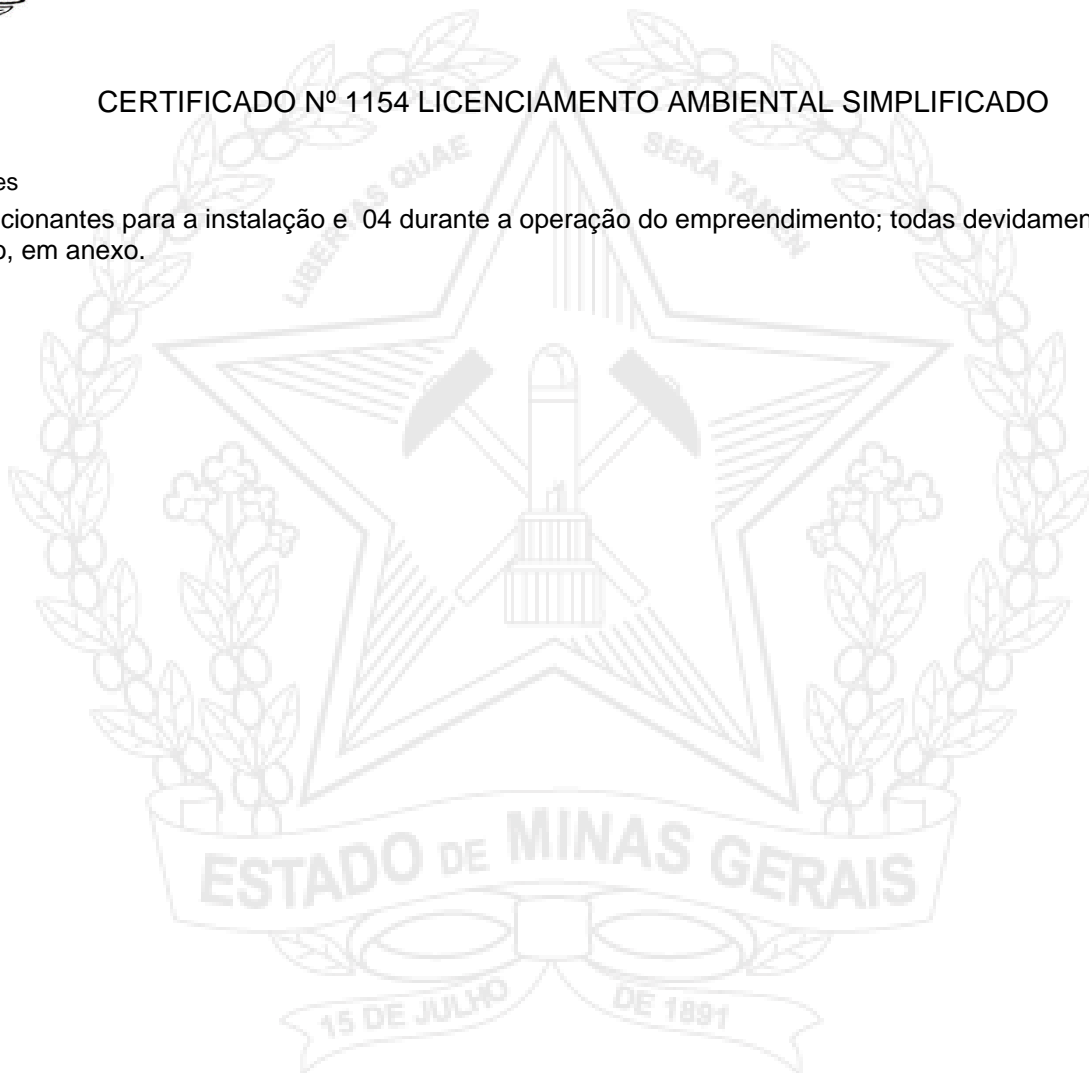 CERTIFICADO Nº 1154 LICENCIAMENTO AMBIENTAL SIMPLIFICADO
es
cionantes para a instalação e 04 durante a operação do empreendimento; todas devidamen
o, em anexo.
LIBERTAS QUAE SERA TAMEN
ESTADO DE MINAS GERAIS
15 DE JULHO DE 1891